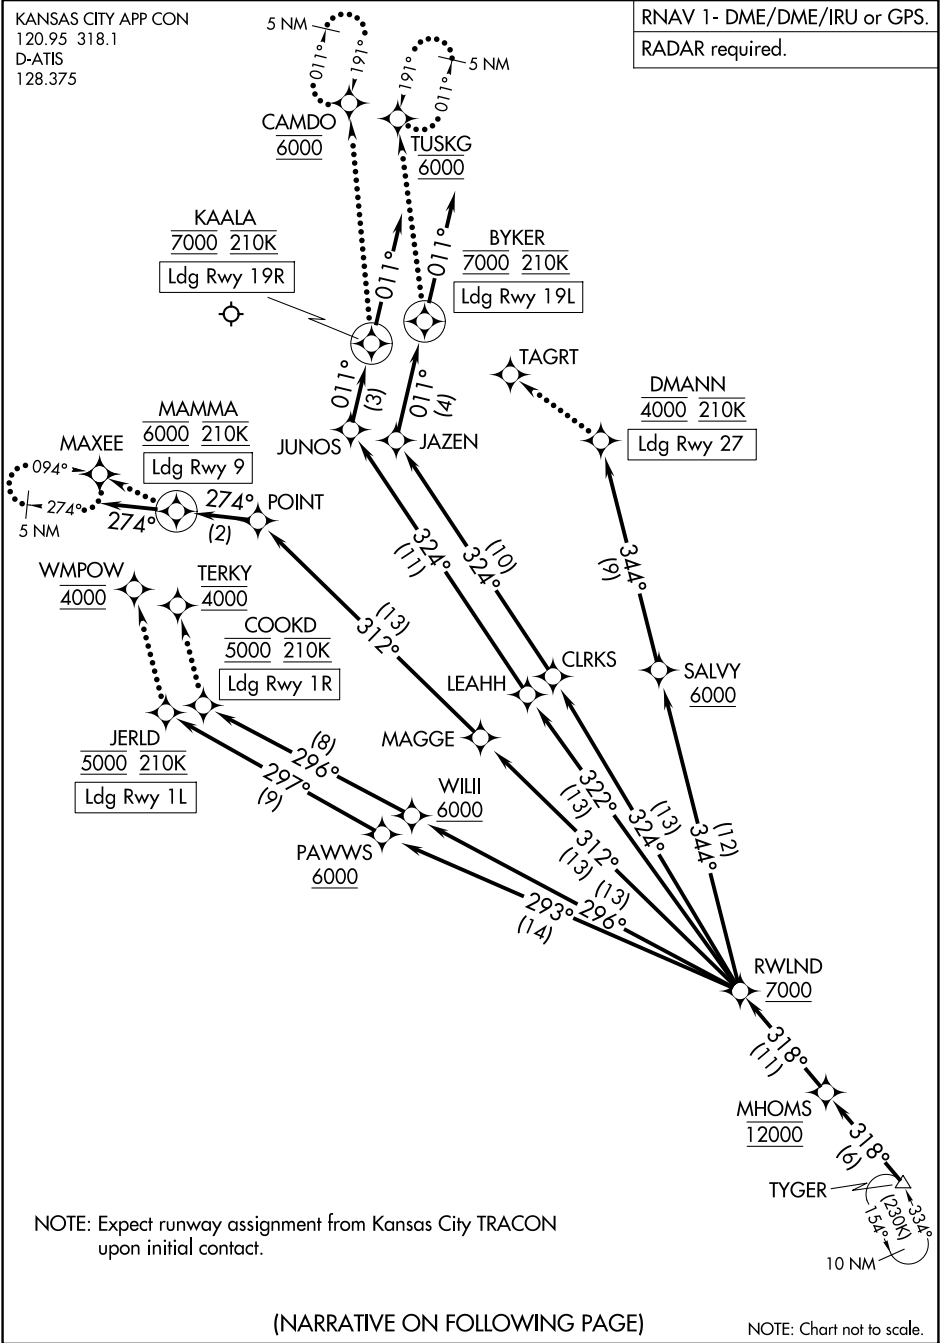 KANSAS CITY APP CON
120.95 318.1
D-ATIS
128.375
RNAV 1- DME/DME/IRU or GPS.
RADAR required.
5 NM
011°
191°
CAMDO
6000
191°
011°
5 NM
TUSKG
6000
KAALA
7000 210K
Ldg Rwy 19R
011°
011°
BYKER
7000 210K
Ldg Rwy 19L
011°
(3)
011°
(4)
JUNOS
JAZEN
TAGRT
DMANN
4000 210K
Ldg Rwy 27
MAMMA
6000 210K
Ldg Rwy 9
MAXEE
094°
274°
5 NM
274°
274°
(2)
POINT
WMPOW
4000
TERKY
4000
COOKD
5000 210K
Ldg Rwy 1R
JERLD
5000 210K
Ldg Rwy 1L
(13)
312°
324°
(11)
(10)
324°
344°
(9)
LEAHH
CLRKS
SALVY
6000
MAGGE
(8)
296°
297°
(9)
WILII
6000
PAWWS
6000
322°
(13)
(13)
324°
(12)
344°
312°
(13)
(13)
296°
293°
(14)
RWLND
7000
318°
(11)
MHOMS
12000
318°
(6)
TYGER
(230K)
334°
154°
10 NM
NOTE: Expect runway assignment from Kansas City TRACON
upon initial contact.
(NARRATIVE ON FOLLOWING PAGE)
NOTE: Chart not to scale.